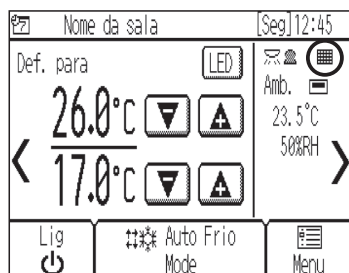 Nome da sala [Seg]12:45
Def. para LED
Amb.
26.0°C
23.5°C
50%RH
17.0°C
Lig Auto Frio Menu
Mode